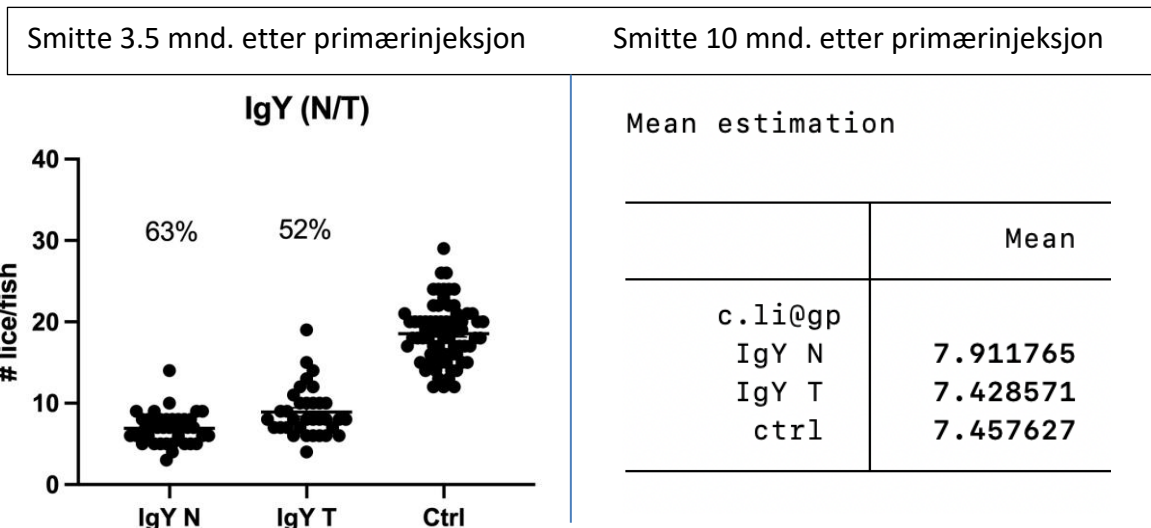 Smitte 3.5 mnd. etter primærinjeksjon
Smitte 10 mnd. etter primærinjeksjon
IgY (N/T)
# lice/fish
40
30
20
10
0
63%
52%
IgY N
IgY T
Ctrl
Mean estimation
Mean
c.li@gp
IgY N 7.911765
IgY T 7.428571
ctrl 7.457627